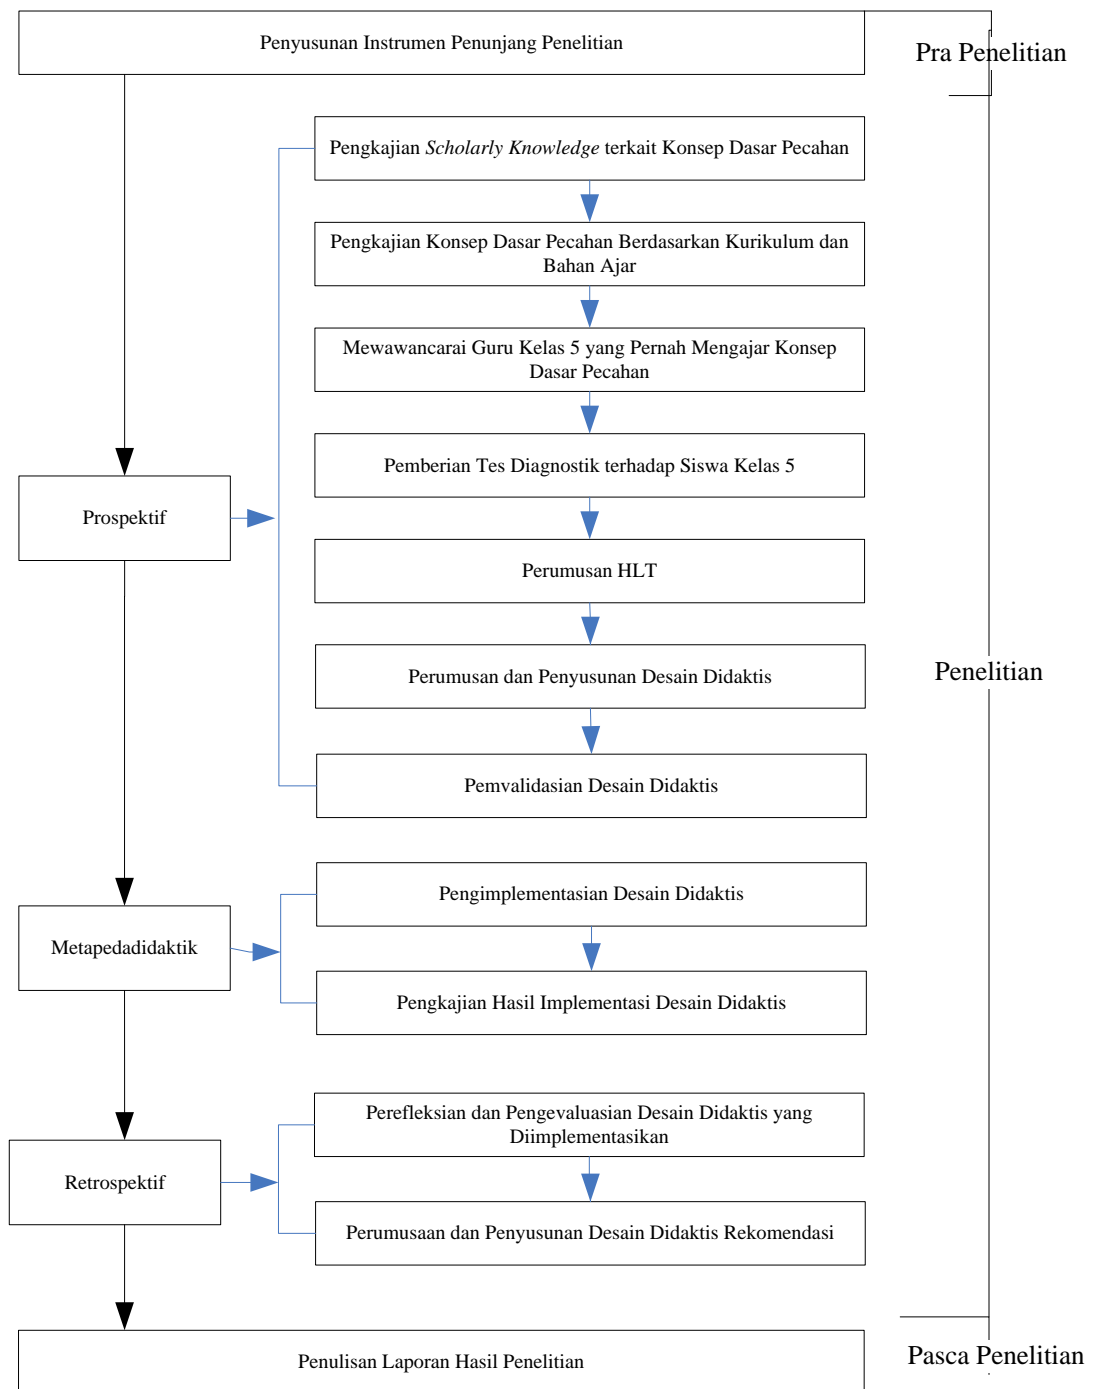 Penyusunan Instrumen Penunjang Penelitian
Pra Penelitian
Pengkajian Scholarly Knowledge terkait Konsep Dasar Pecahan
Pengkajian Konsep Dasar Pecahan Berdasarkan Kurikulum dan
Bahan Ajar
Mewawancarai Guru Kelas 5 yang Pernah Mengajar Konsep
Dasar Pecahan
Pemberian Tes Diagnostik terhadap Siswa Kelas 5
Prospektif
Perumusan HLT
Perumusan dan Penyusunan Desain Didaktis
Penelitian
Pemvalidasian Desain Didaktis
Pengimplementasian Desain Didaktis
Metapedadidaktik
Pengkajian Hasil Implementasi Desain Didaktis
Perefleksian dan Pengevaluasian Desain Didaktis yang
Diimplementasikan
Retrospektif
Perumusaan dan Penyusunan Desain Didaktis Rekomendasi
Penulisan Laporan Hasil Penelitian
Pasca Penelitian